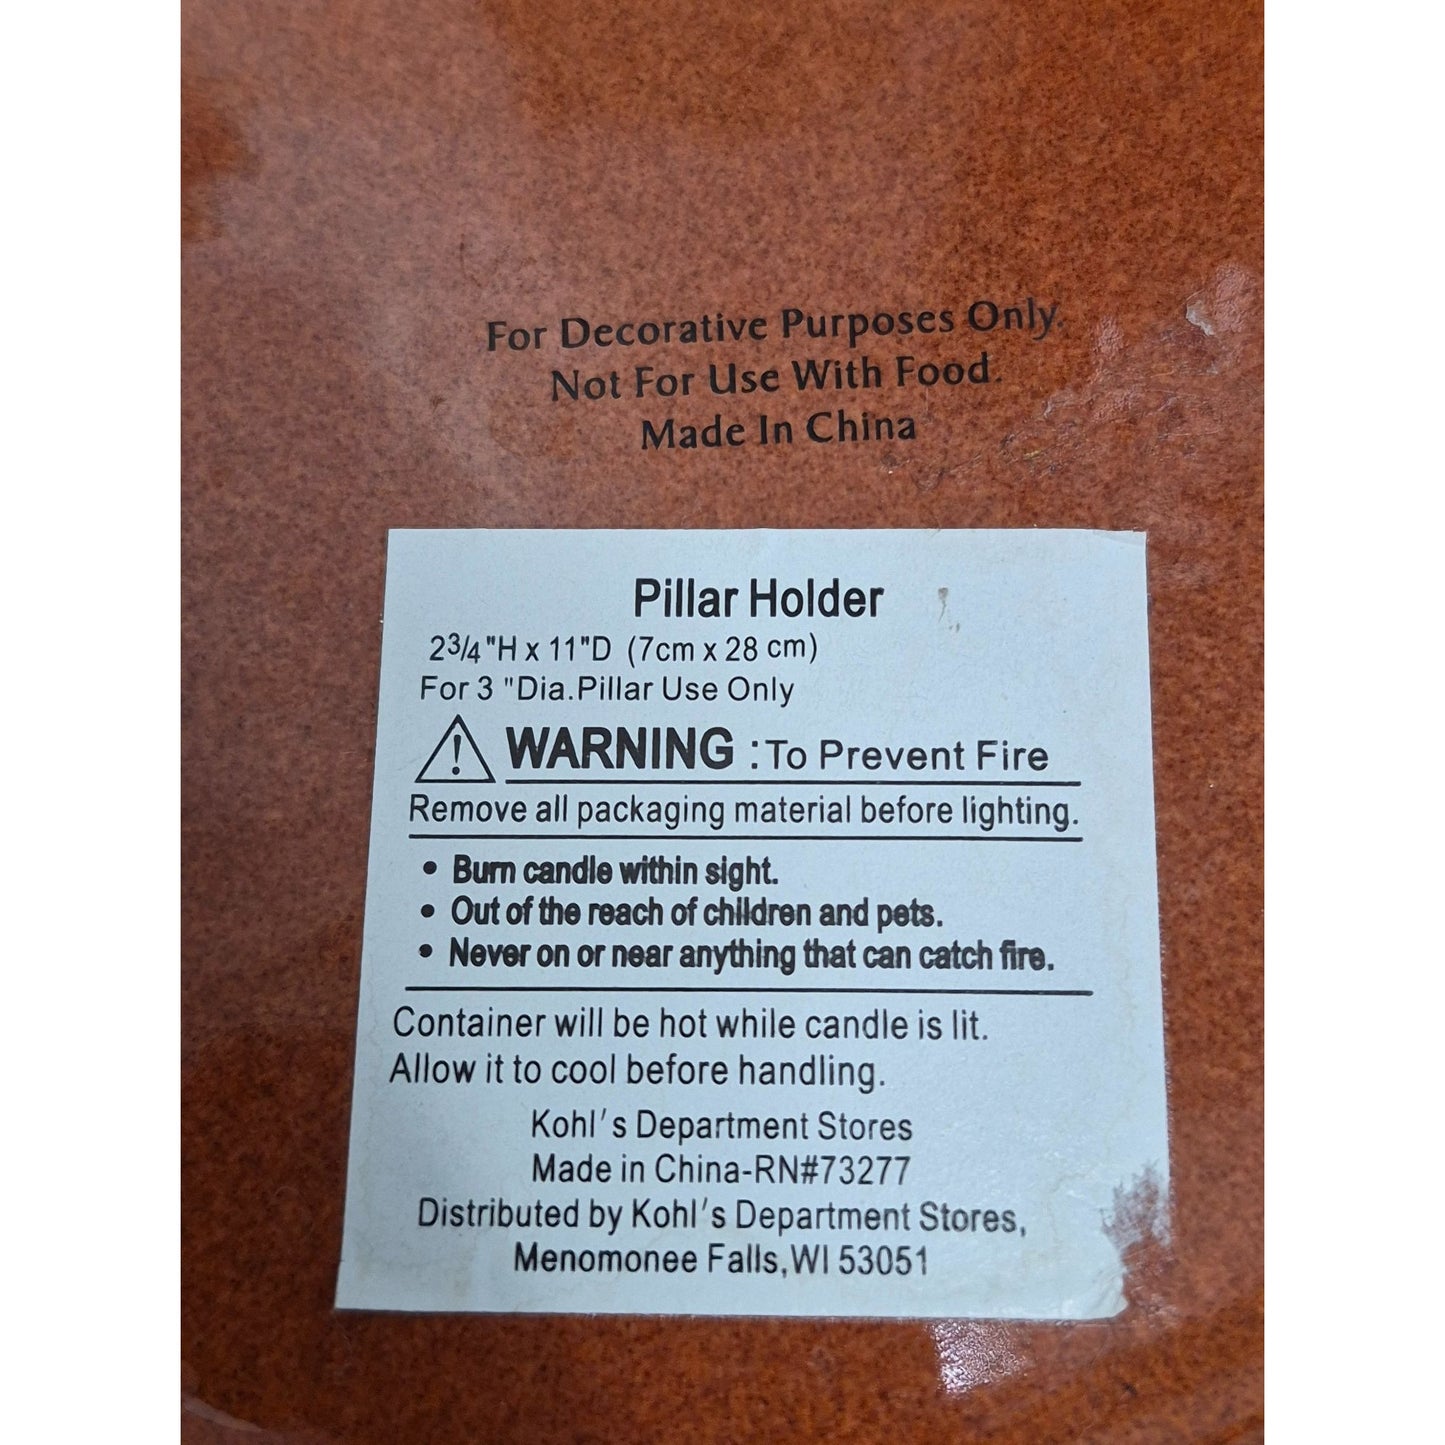 For Decorative Purposes Only.
Not For Use With Food.
Made In China
Pillar Holder
2 3/4 "H x 11"D (7cm x 28 cm)
For 3 "Dia.Pillar Use Only
WARNING :To Prevent Fire
Remove all packaging material before lighting.
• Burn candle within sight.
• Out of the reach of children and pets.
• Never on or near anything that can catch fire.
Container will be hot while candle is lit.
Allow it to cool before handling.
Kohl's Department Stores
Made in China-RN#73277
Distributed by Kohl's Department Stores,
Menomonee Falls,WI 53051